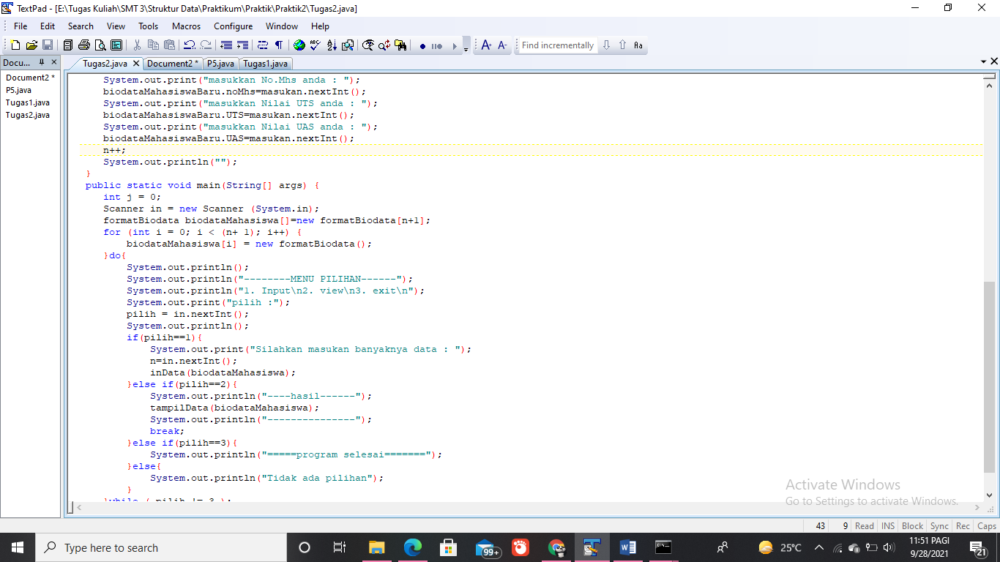 TextPad - [E:\Tugas Kuliah\SMT 3\Struktur Data\Praktikum\Praktik\Praktik2\Tugas2.java]
File Edit Search View Tools Macros Configure Window Help
Find incrementally
Docu...
Tugas2.java Document2 * P5.java Tugas1.java
Document2 *
P5.java
Tugas1.java
Tugas2.java
System.out.print("masukkan No.Mhs anda : ");
biodataMahasiswaBaru.noMhs=masukan.nextInt();
System.out.print("masukkan Nilai UTS anda : ");
biodataMahasiswaBaru.UTS=masukan.nextInt();
System.out.print("masukkan Nilai UAS anda : ");
biodataMahasiswaBaru.UAS=masukan.nextInt();
n++;
System.out.println("");
}
public static void main(String[] args) {
int j = 0;
Scanner in = new Scanner (System.in);
formatBiodata biodataMahasiswa[]=new formatBiodata[n+1];
for (int i = 0; i < (n+ 1); i++) {
biodataMahasiswa[i] = new formatBiodata();
}do{
System.out.println();
System.out.println("--------MENU PILIHAN------");
System.out.println("1. Input\n2. view\n3. exit\n");
System.out.print("pilih :");
pilih = in.nextInt();
System.out.println();
if(pilih==1){
System.out.print("Silahkan masukan banyaknya data : ");
n=in.nextInt();
inData(biodataMahasiswa);
}else if(pilih==2){
System.out.println("----hasil------");
tampilData(biodataMahasiswa);
System.out.println("---------------");
break;
}else if(pilih==3){
System.out.println("=====program selesai=======");
}else{
System.out.println("Tidak ada pilihan");
}
}while ( pilih != 3 );
Activate Windows
Go to Settings to activate Windows.
43 9 Read INS Block Sync Rec Caps
Type here to search
99+
25°C
11:51 PAGI
9/28/2021
21